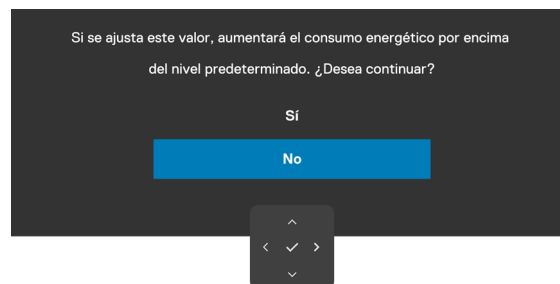 Si se ajusta este valor, aumentará el consumo energético por encima
del nivel predeterminado. ¿Desea continuar?
Sí
No